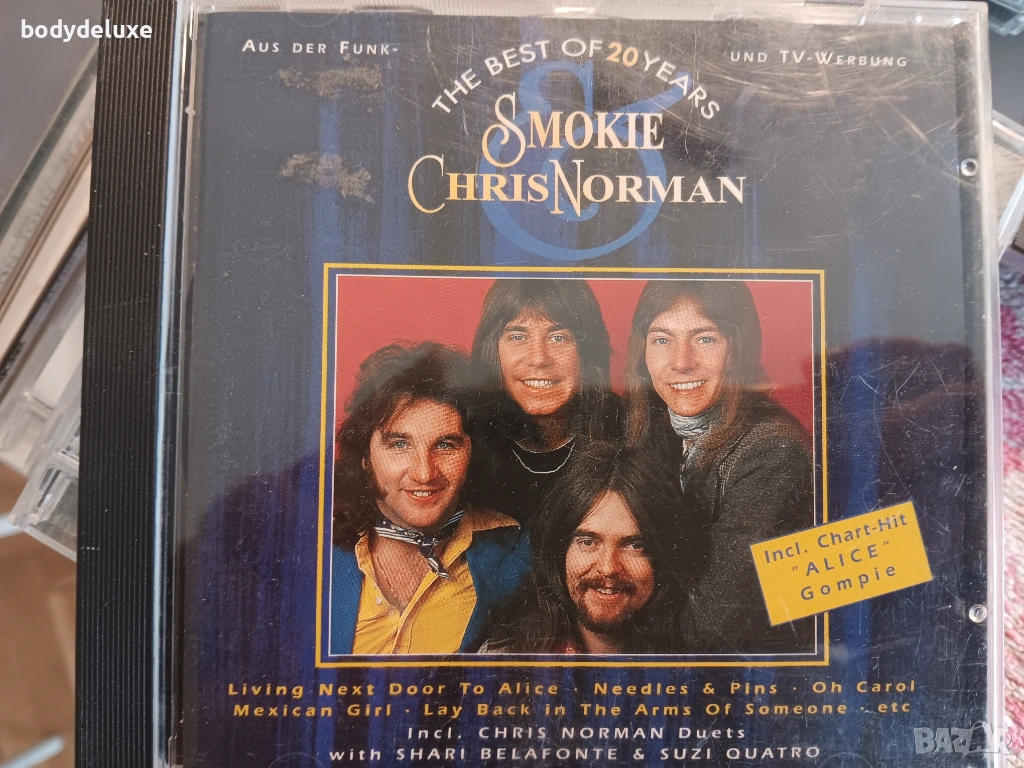 bodydeluxe
AUS DER FUNK-
UND TV-WERBUNG
THE BEST OF 20 YEARS
&
SMOKIE
CHRIS NORMAN
Incl. Chart-Hit
"ALICE"
Gompie
LIVING NEXT DOOR TO ALICE · NEEDLES & PINS · OH CAROL
MEXICAN GIRL · LAY BACK IN THE ARMS OF SOMEONE · ETC
Incl. CHRIS NORMAN Duets
with SHARI BELAFONTE & SUZI QUATRO
BAZAR